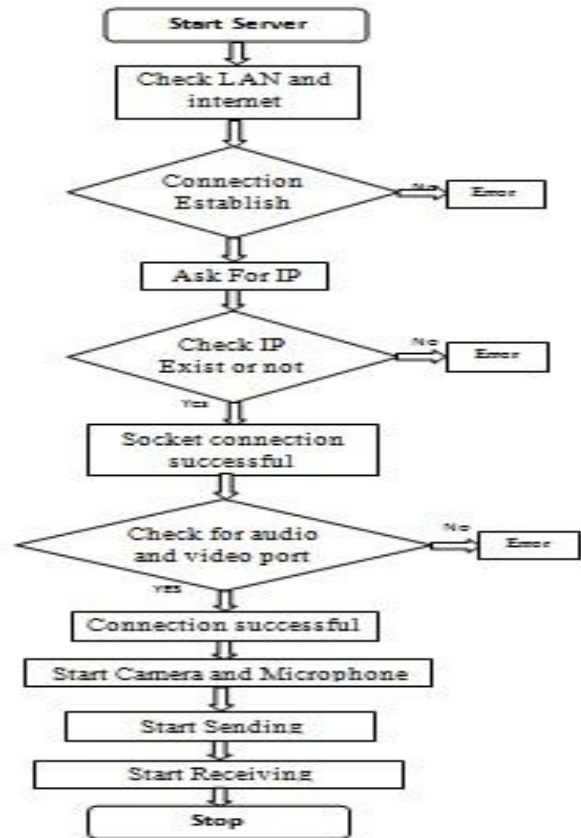 Start Server
Check LAN and
internet
Connection
Establish
No
Error
Ask For IP
Check IP
Exist or not
No
Error
Yes
Socket connection
successful
Check for audio
and video port
No
Error
YES
Connection successful
Start Camera and Microphone
Start Sending
Start Receiving
Stop